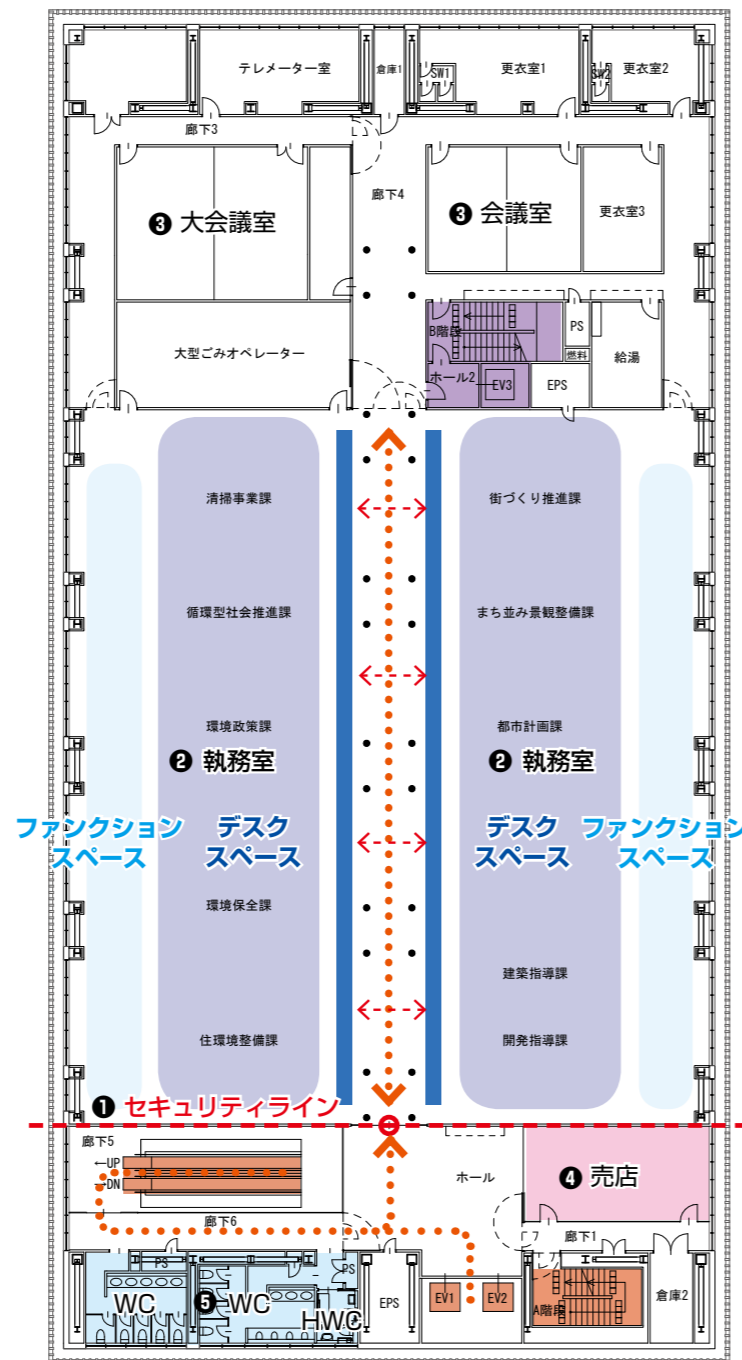 テレメーター室
倉庫1
SW1
更衣室1
SW2
更衣室2
廊下3
❸ 大会議室
廊下4
❸ 会議室
更衣室3
大型ごみオペレーター
B階段
PS
燃料
給湯
ホール2
EV3
EPS
清掃事業課
街づくり推進課
循環型社会推進課
まち並み景観整備課
環境政策課
都市計画課
❷ 執務室
❷ 執務室
ファンクション
スペース
デスク
スペース
デスク
スペース
ファンクション
スペース
環境保全課
建築指導課
住環境整備課
開発指導課
❶ セキュリティライン
廊下5
←UP
→DN
ホール
❹ 売店
廊下6
廊下1
PS
PS
WC
❺ WC
HWC
EPS
EV1
EV2
A階段
倉庫2